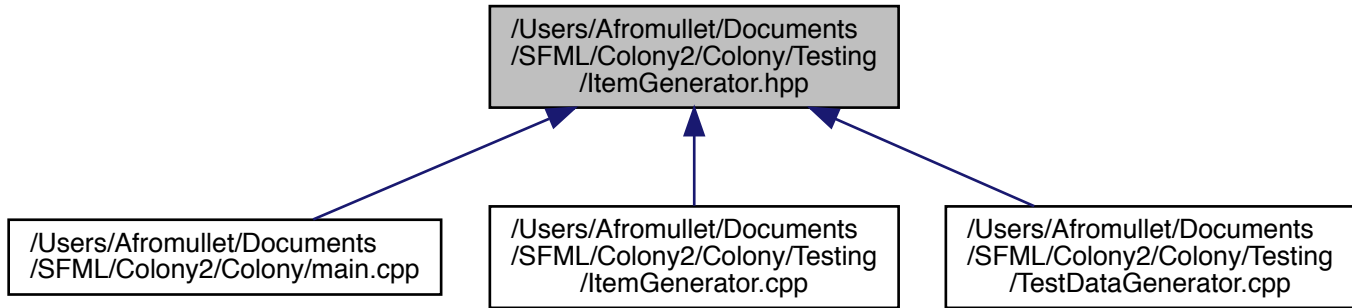 /Users/Afromullet/Documents
/SFML/Colony2/Colony/Testing
/ItemGenerator.hpp
/Users/Afromullet/Documents
/SFML/Colony2/Colony/main.cpp
/Users/Afromullet/Documents
/SFML/Colony2/Colony/Testing
/ItemGenerator.cpp
/Users/Afromullet/Documents
/SFML/Colony2/Colony/Testing
/TestDataGenerator.cpp